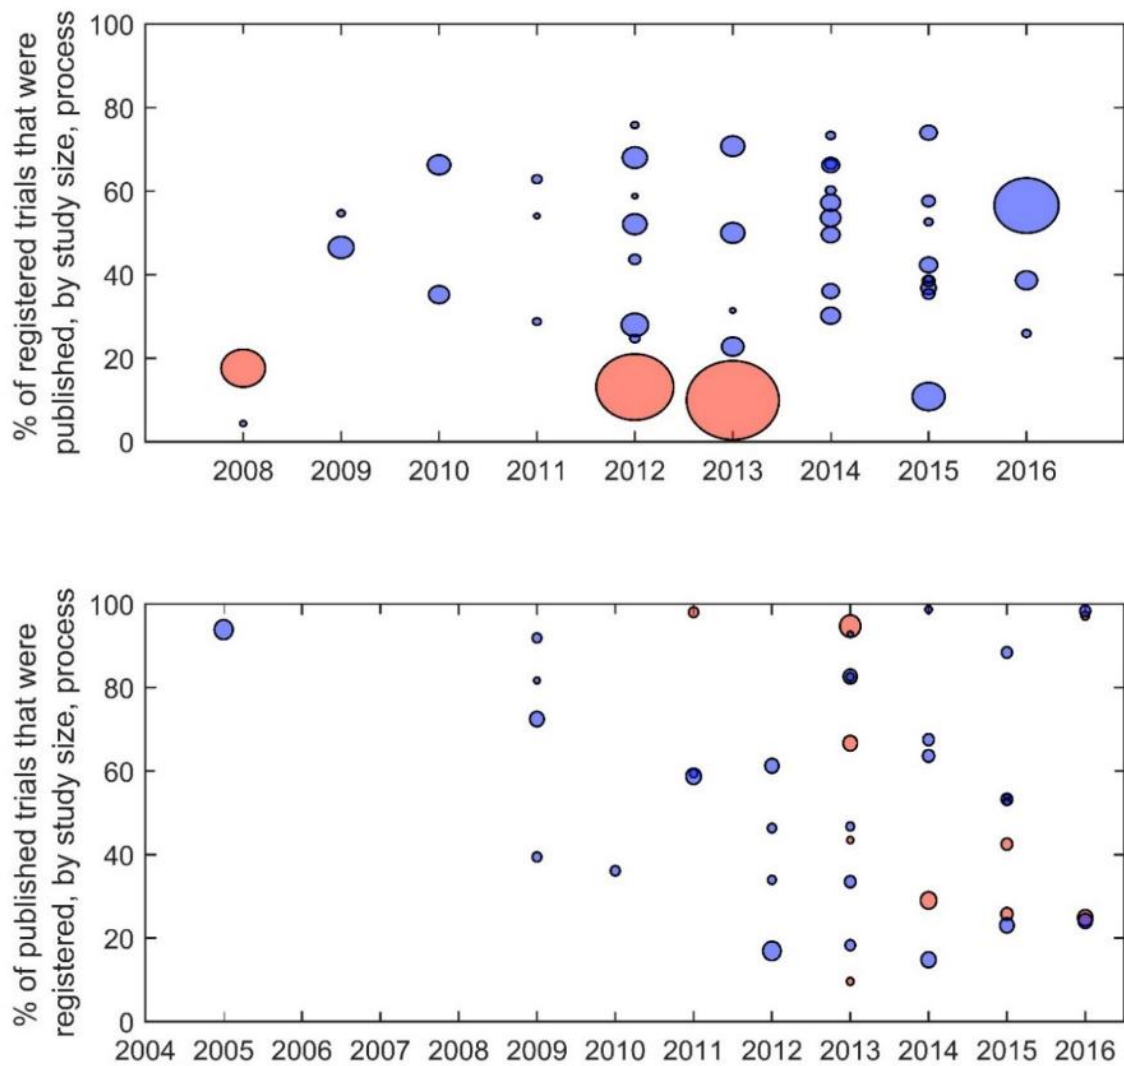 % of registered trials that were
published, by study size, process
100
80
60
40
20
0
2008 2009 2010 2011 2012 2013 2014 2015 2016
% of published trials that were
registered, by study size, process
100
80
60
40
20
0
2004 2005 2006 2007 2008 2009 2010 2011 2012 2013 2014 2015 2016